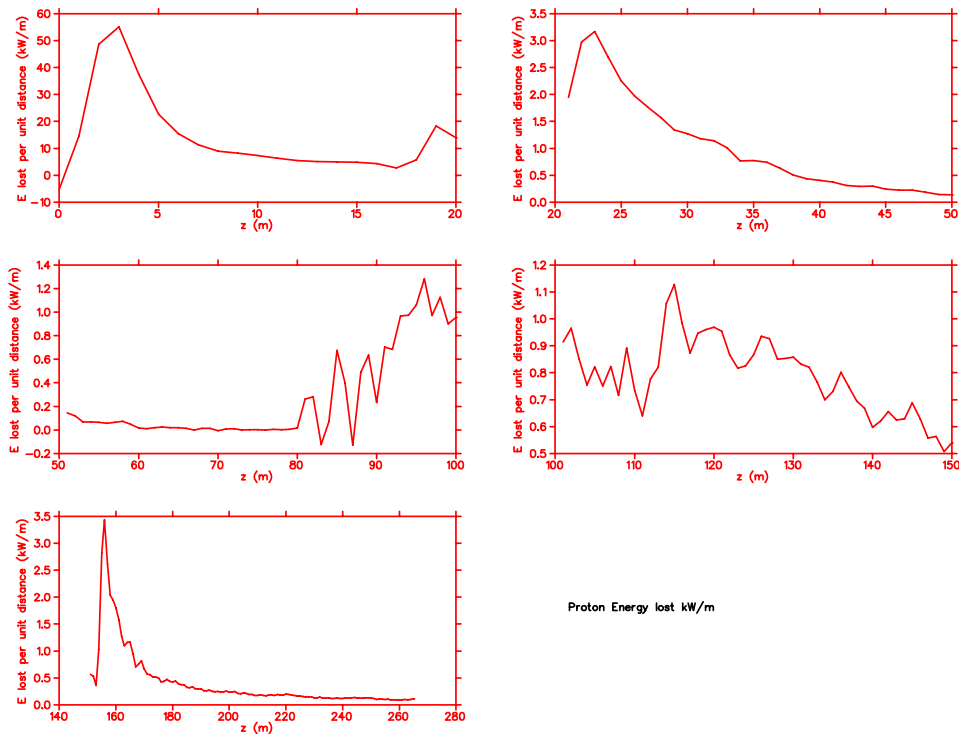 E lost per unit distance (kW/m)
60
50
40
30
20
10
0
−10
0 5 10 15 20
z (m)
E lost per unit distance (kW/m)
3.5
3.0
2.5
2.0
1.5
1.0
0.5
0.0
20 25 30 35 40 45 50
z (m)
E lost per unit distance (kW/m)
1.4
1.2
1.0
0.8
0.6
0.4
0.2
0.0
−0.2
50 60 70 80 90 100
z (m)
E lost per unit distance (kW/m)
1.2
1.1
1.0
0.9
0.8
0.7
0.6
0.5
100 110 120 130 140 150
z (m)
E lost per unit distance (kW/m)
3.5
3.0
2.5
2.0
1.5
1.0
0.5
0.0
140 160 180 200 220 240 260 280
z (m)
Proton Energy lost kW/m